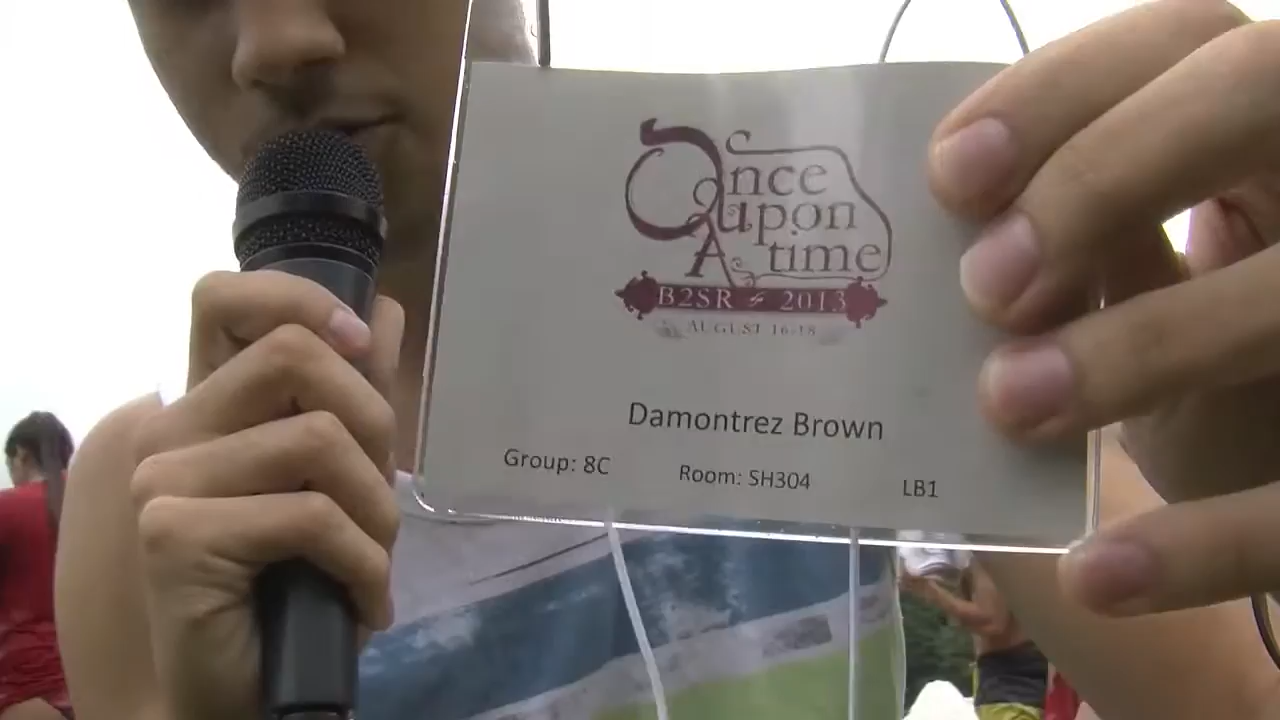 Once
upon
A time
B2SR 2013
AUGUST 16-18
Damontrez Brown
Group: 8C Room: SH304 LB1